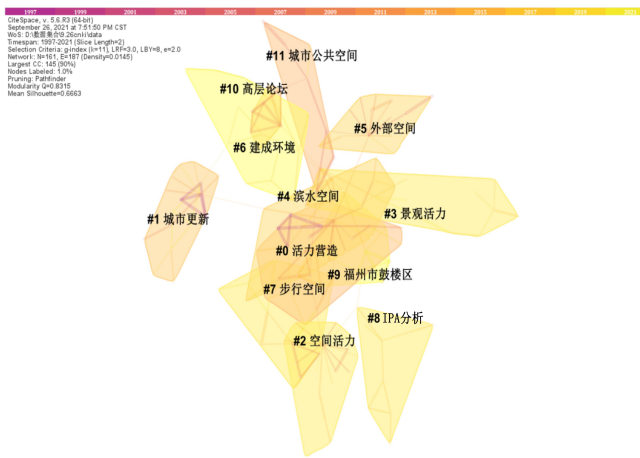 1997 1999 2001 2003 2005 2007 2009 2011 2013 2015 2017 2019 2021
CiteSpace, v. 5.6.R3 (64-bit)
September 26, 2021 at 7:51:50 PM CST
WoS: D:\数据集合\9.26cnki\data
Timespan: 1997-2021 (Slice Length=2)
Selection Criteria: g-index (k=11), LRF=3.0, LBY=8, e=2.0
Network: N=161, E=187 (Density=0.0145)
Largest CC: 145 (90%)
Nodes Labeled: 1.0%
Pruning: Pathfinder
Modularity Q=0.8315
Mean Silhouette=0.6663
#11 城市公共空间
#10 高层论坛
#5 外部空间
#6 建成环境
#4 滨水空间
#1 城市更新
#3 景观活力
#0 活力营造
#9 福州市鼓楼区
#7 步行空间
#8 IPA分析
#2 空间活力